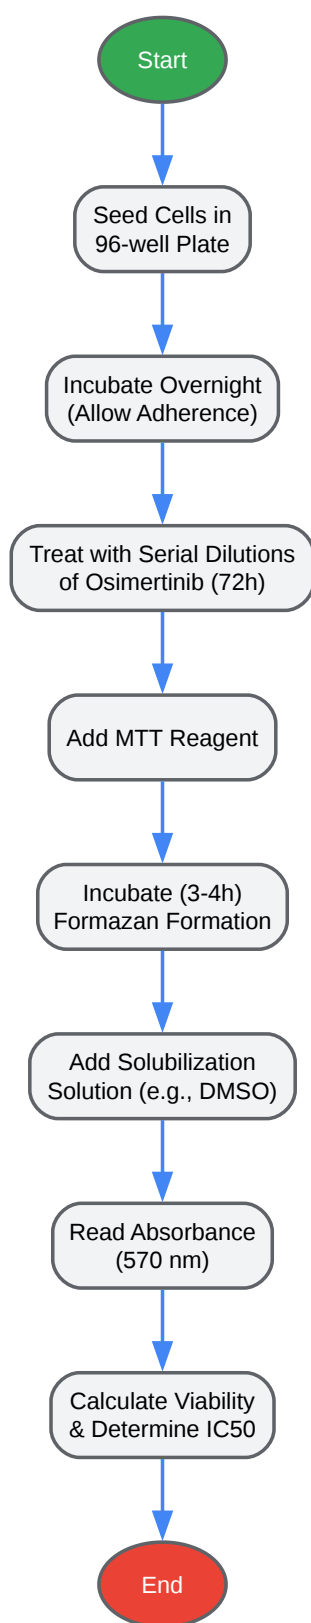 Start
Seed Cells in
96-well Plate
Incubate Overnight
(Allow Adherence)
Treat with Serial Dilutions
of Osimertinib (72h)
Add MTT Reagent
Incubate (3-4h)
Formazan Formation
Add Solubilization
Solution (e.g., DMSO)
Read Absorbance
(570 nm)
Calculate Viability
& Determine IC50
End